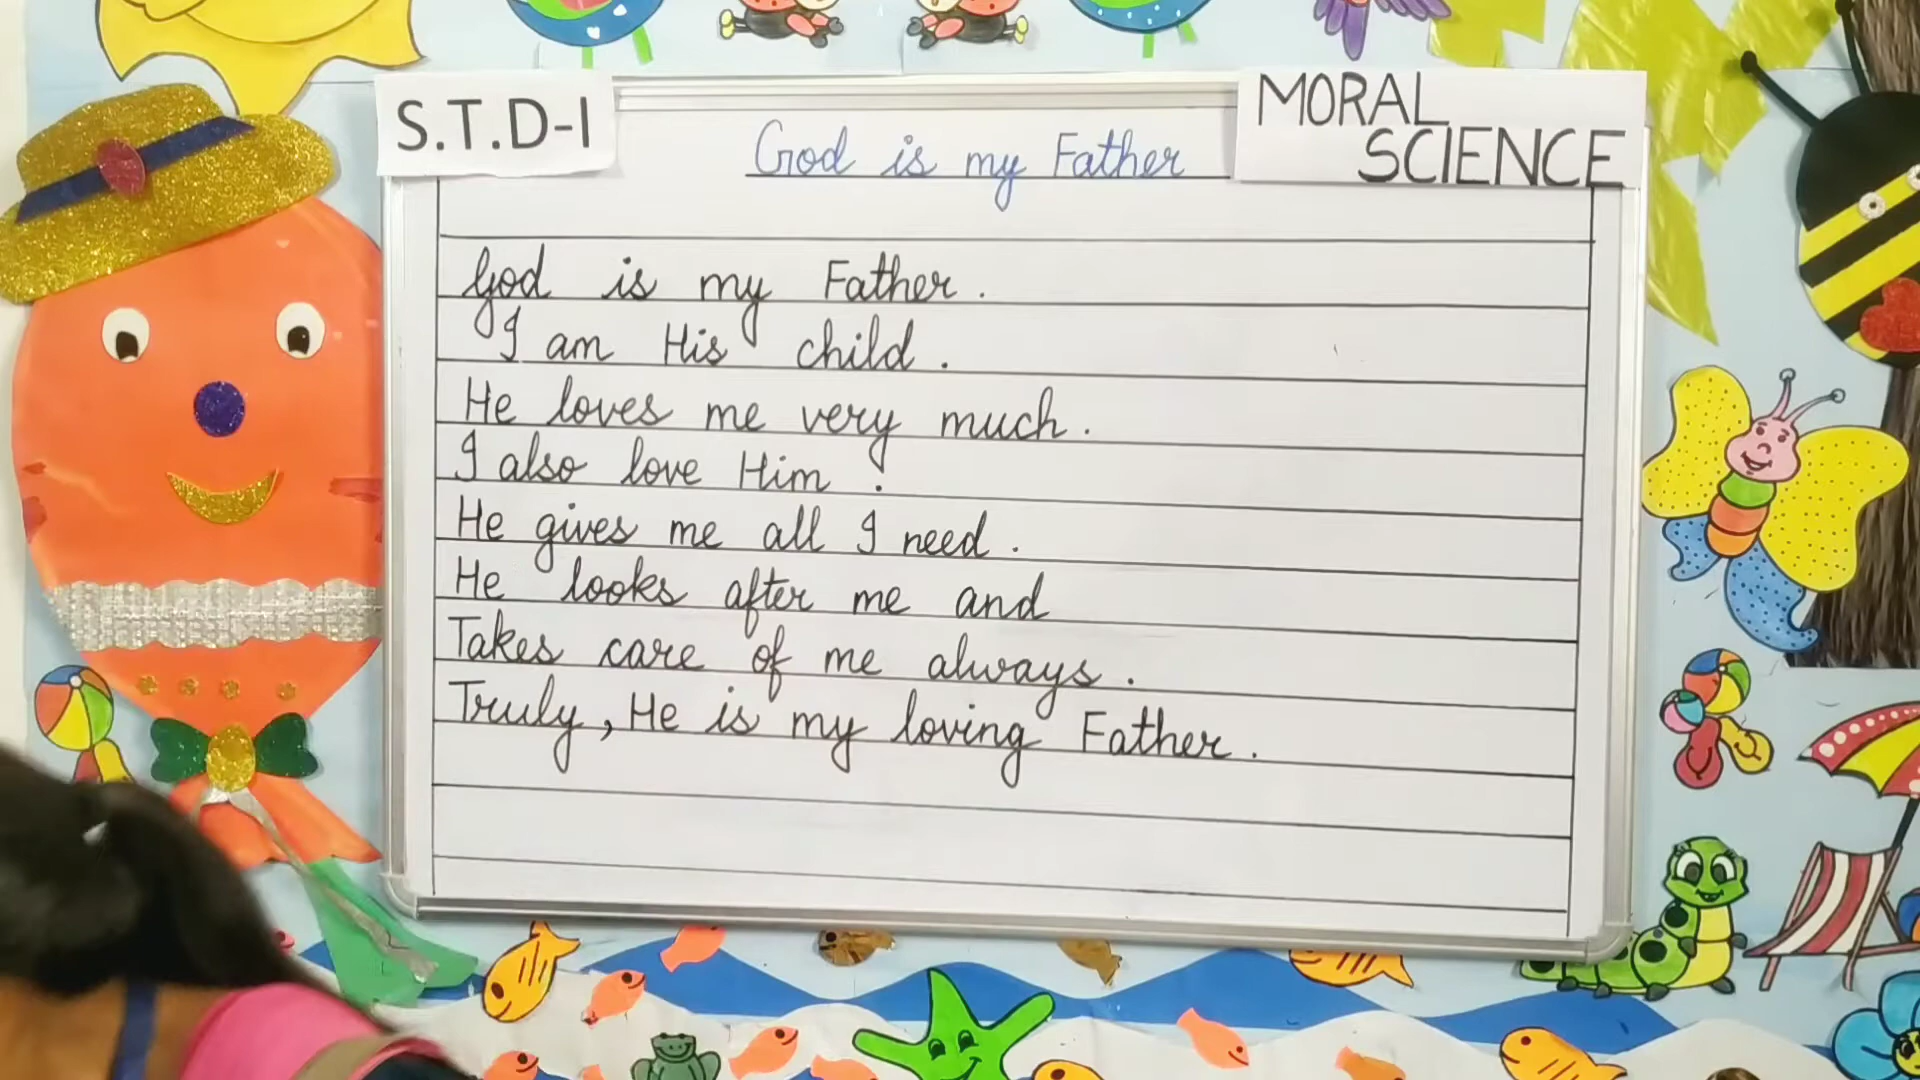 S.T.D-1
MORAL
SCIENCE
God is my Father
God is my Father.
I am His child.
He loves me very much.
I also love Him.
He gives me all I need.
He looks after me and
Takes care of me always.
Truly, He is my loving Father.